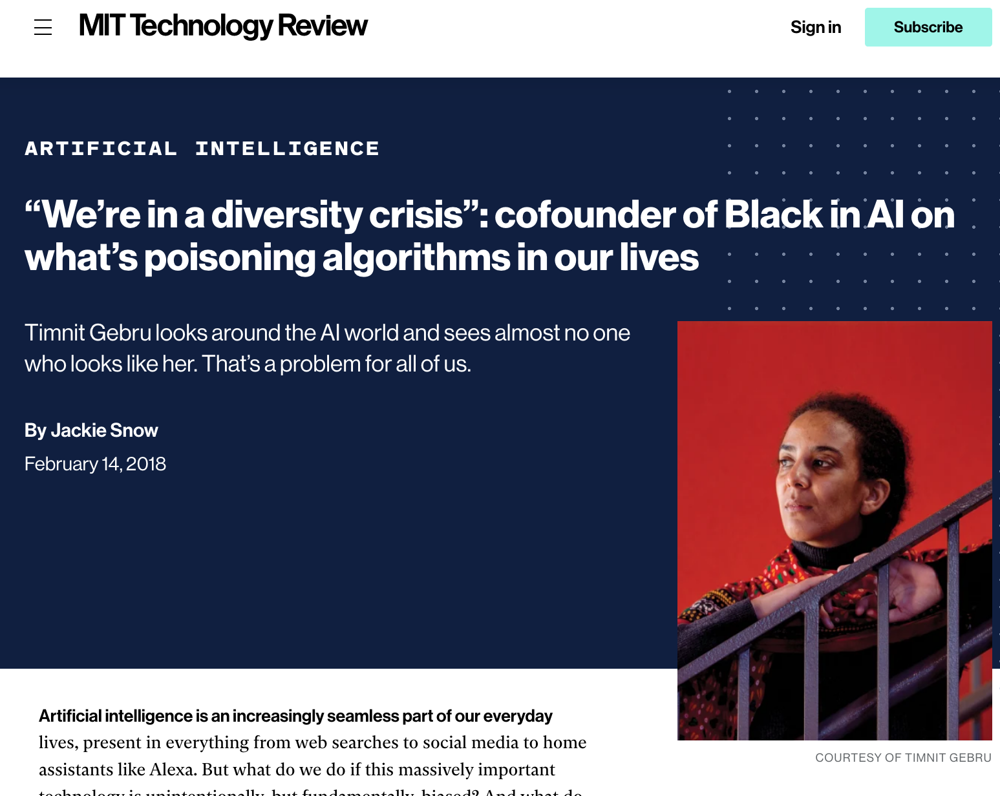 MIT Technology Review
Sign in
Subscribe
ARTIFICIAL INTELLIGENCE
“We’re in a diversity crisis”: cofounder of Black in AI on
what’s poisoning algorithms in our lives
Timnit Gebru looks around the AI world and sees almost no one
who looks like her. That’s a problem for all of us.
By Jackie Snow
February 14, 2018
Artificial intelligence is an increasingly seamless part of our everyday
lives, present in everything from web searches to social media to home
assistants like Alexa. But what do we do if this massively important
technology is unintentionally, but fundamentally, biased? And what do
COURTESY OF TIMNIT GEBRU